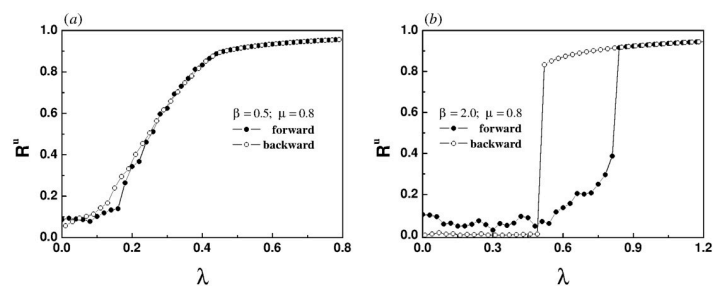 (a)
1.0
0.8
0.6
0.4
0.2
0.0
R^u
β = 0.5; μ = 0.8
forward
backward
0.0 0.2 0.4 0.6 0.8
λ
(b)
1.0
0.8
0.6
0.4
0.2
0.0
R^u
β = 2.0; μ = 0.8
forward
backward
0.0 0.3 0.6 0.9 1.2
λ